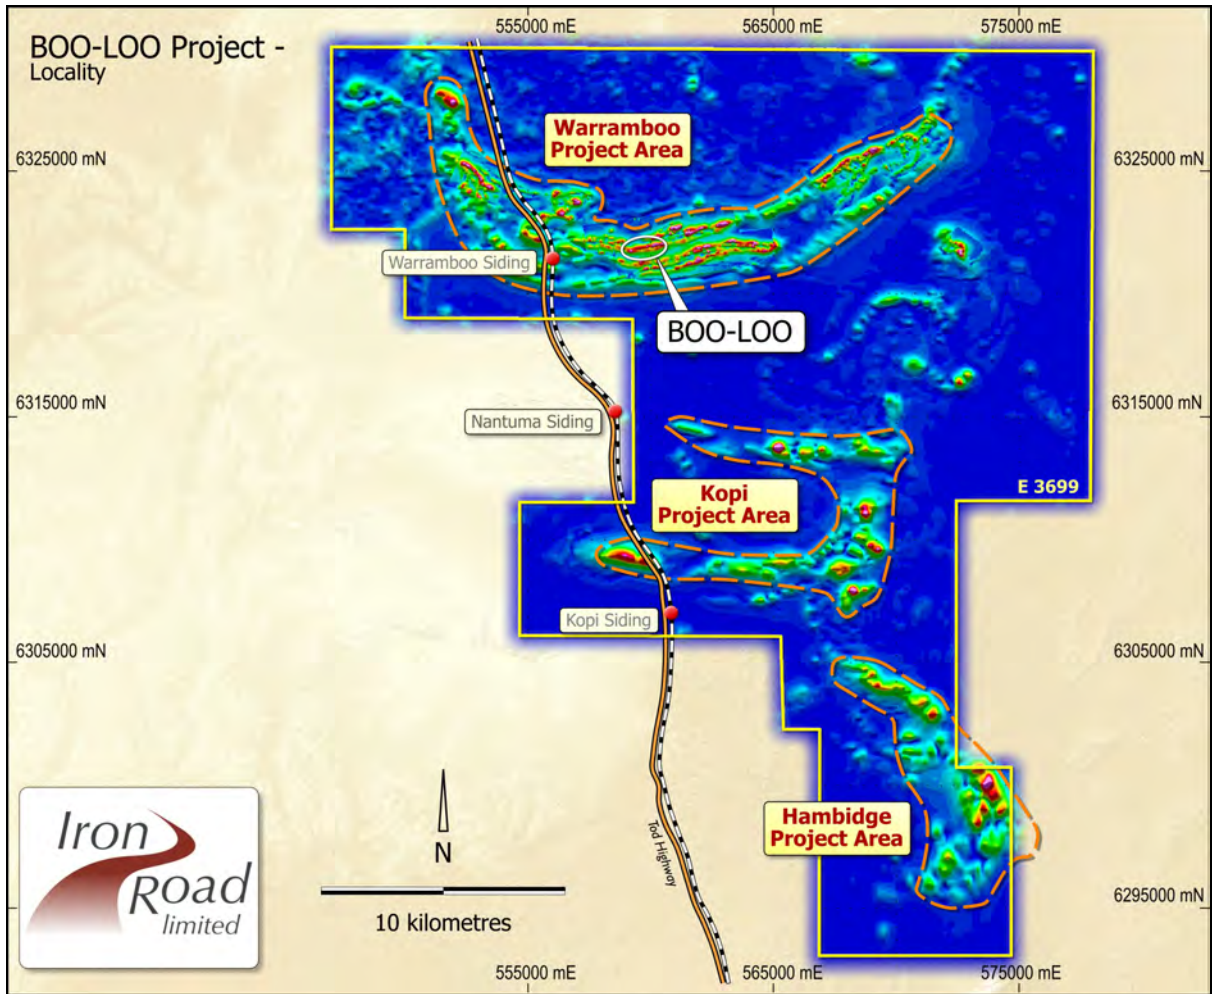 555000 mE
565000 mE
575000 mE
BOO-LOO Project -
Locality
Warramboo
Project Area
6325000 mN
6325000 mN
Warramboo Siding
BOO-LOO
Nantuma Siding
6315000 mN
6315000 mN
Kopi
Project Area
E 3699
Kopi Siding
6305000 mN
6305000 mN
Hambidge
Project Area
Tod Highway
Iron
Road
limited
N
10 kilometres
6295000 mN
555000 mE
565000 mE
575000 mE